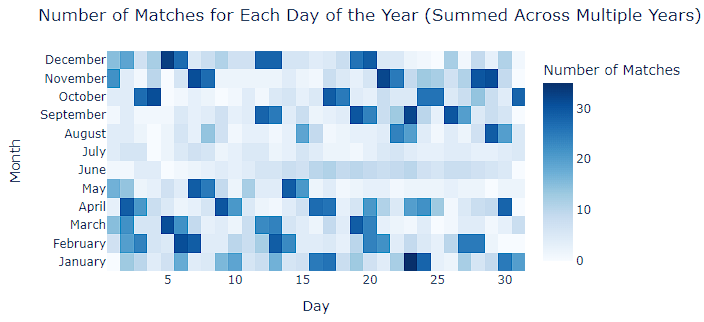 Number of Matches for Each Day of the Year (Summed Across Multiple Years)
Number of Matches
December
November
October
September
August
July
June
May
April
March
February
January
Month
5
10
15
20
25
30
Day
30
20
10
0